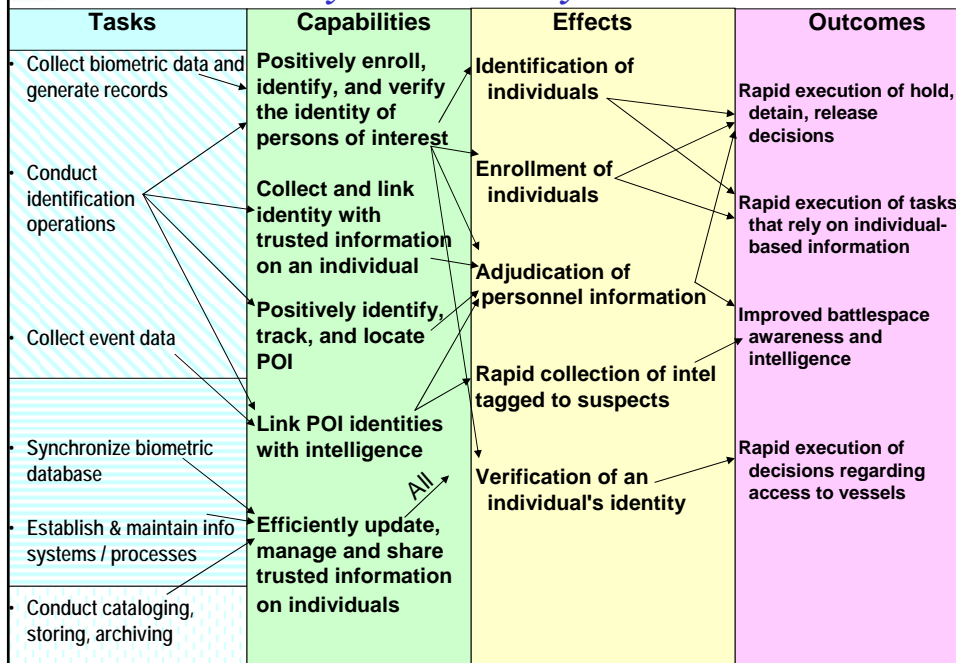 Tasks
Capabilities
Effects
Outcomes
• Collect biometric data and
generate records
• Conduct
identification
operations
• Collect event data
• Synchronize biometric
database
• Establish & maintain info
systems / processes
• Conduct cataloging,
storing, archiving
Positively enroll,
identify, and verify
the identity of
persons of interest
Collect and link
identity with
trusted information
on an individual
Positively identify,
track, and locate
POI
Link POI identities
with intelligence
All
Efficiently update,
manage and share
trusted information
on individuals
Identification of
individuals
Enrollment of
individuals
Adjudication of
personnel information
Rapid collection of intel
tagged to suspects
Verification of an
individual's identity
Rapid execution of hold,
detain, release
decisions
Rapid execution of tasks
that rely on individual-
based information
Improved battlespace
awareness and
intelligence
Rapid execution of
decisions regarding
access to vessels